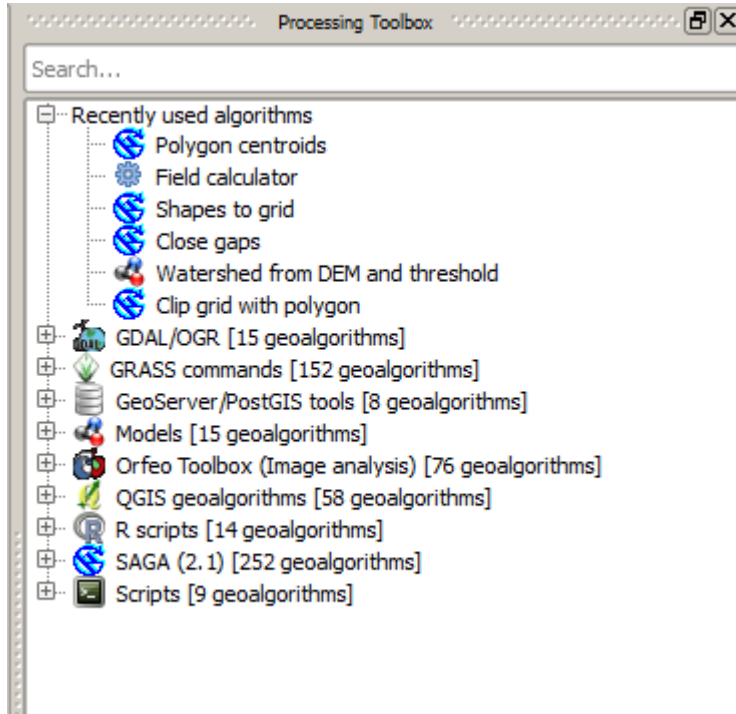 Processing Toolbox
Search...
Recently used algorithms
Polygon centroids
Field calculator
Shapes to grid
Close gaps
Watershed from DEM and threshold
Clip grid with polygon
GDAL/OGR [15 geoalgorithms]
GRASS commands [152 geoalgorithms]
GeoServer/PostGIS tools [8 geoalgorithms]
Models [15 geoalgorithms]
Orfeo Toolbox (Image analysis) [76 geoalgorithms]
QGIS geoalgorithms [58 geoalgorithms]
R scripts [14 geoalgorithms]
SAGA (2.1) [252 geoalgorithms]
Scripts [9 geoalgorithms]